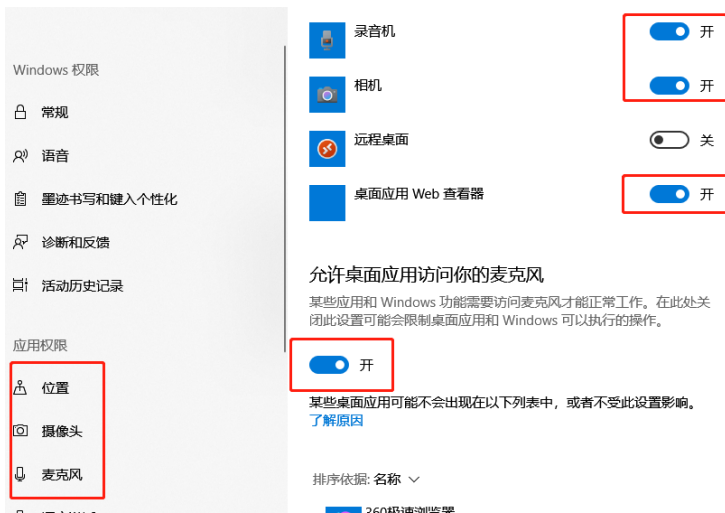 Windows 权限
常规
语音
墨迹书写和键入个性化
诊断和反馈
活动历史记录
应用权限
位置
摄像头
麦克风
录音机
开
相机
开
远程桌面
关
桌面应用 Web 查看器
开
允许桌面应用访问你的麦克风
某些应用和 Windows 功能需要访问麦克风才能正常工作。在此处关
闭此设置可能会限制桌面应用和 Windows 可以执行的操作。
开
某些桌面应用可能不会出现在以下列表中，或者不受此设置影响。
了解原因
排序依据: 名称
360极速浏览器